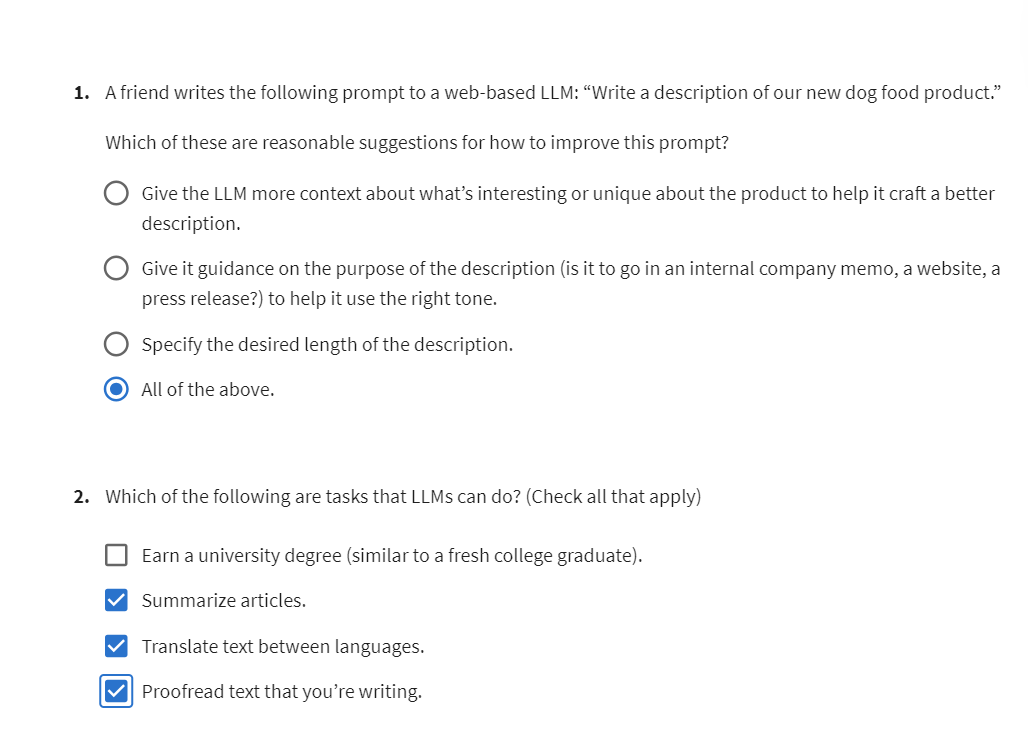 1. A friend writes the following prompt to a web-based LLM: “Write a description of our new dog food product.”
Which of these are reasonable suggestions for how to improve this prompt?
Give the LLM more context about what’s interesting or unique about the product to help it craft a better
description.
Give it guidance on the purpose of the description (is it to go in an internal company memo, a website, a
press release?) to help it use the right tone.
Specify the desired length of the description.
All of the above.
2. Which of the following are tasks that LLMs can do? (Check all that apply)
Earn a university degree (similar to a fresh college graduate).
Summarize articles.
Translate text between languages.
Proofread text that you’re writing.